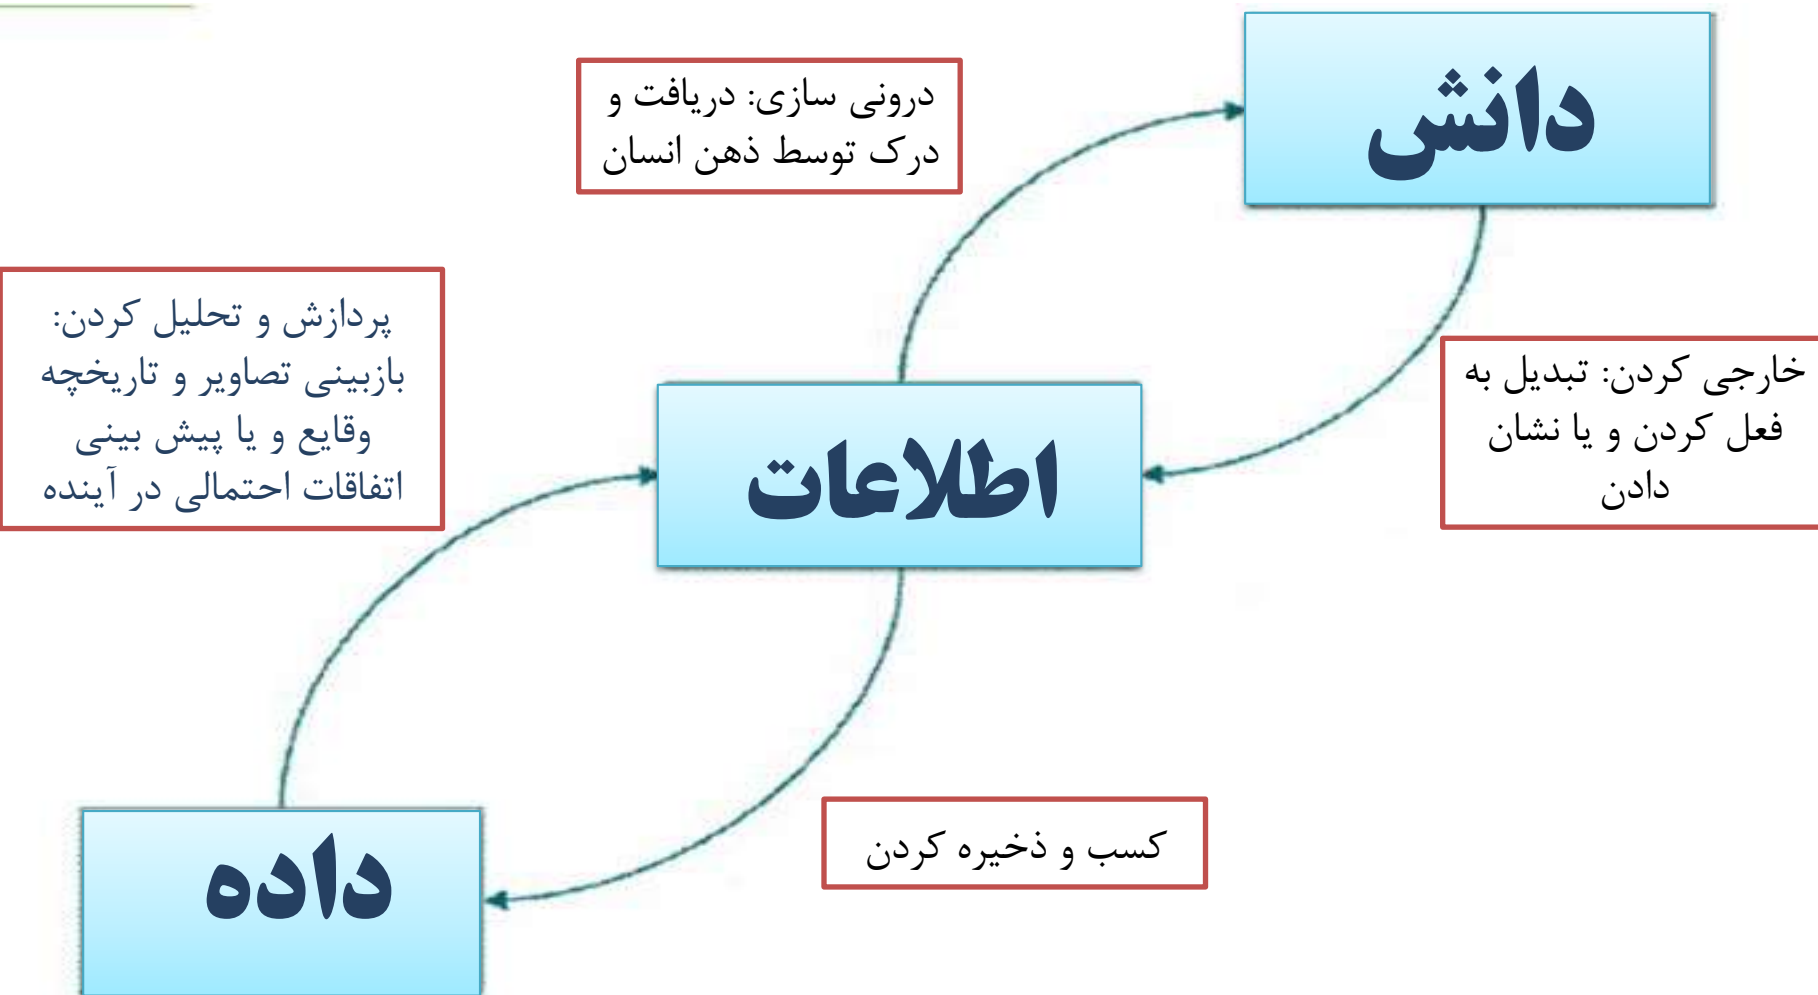 دانش
درونی سازی: دریافت و
درک توسط ذهن انسان
پردازش و تحلیل کردن:
بازبینی تصاویر و تاریخچه
وقایع و یا پیش بینی
اتفاقات احتمالی در آینده
خارجی کردن: تبدیل به
فعل کردن و یا نشان
دادن
اطلاعات
کسب و ذخیره کردن
داده